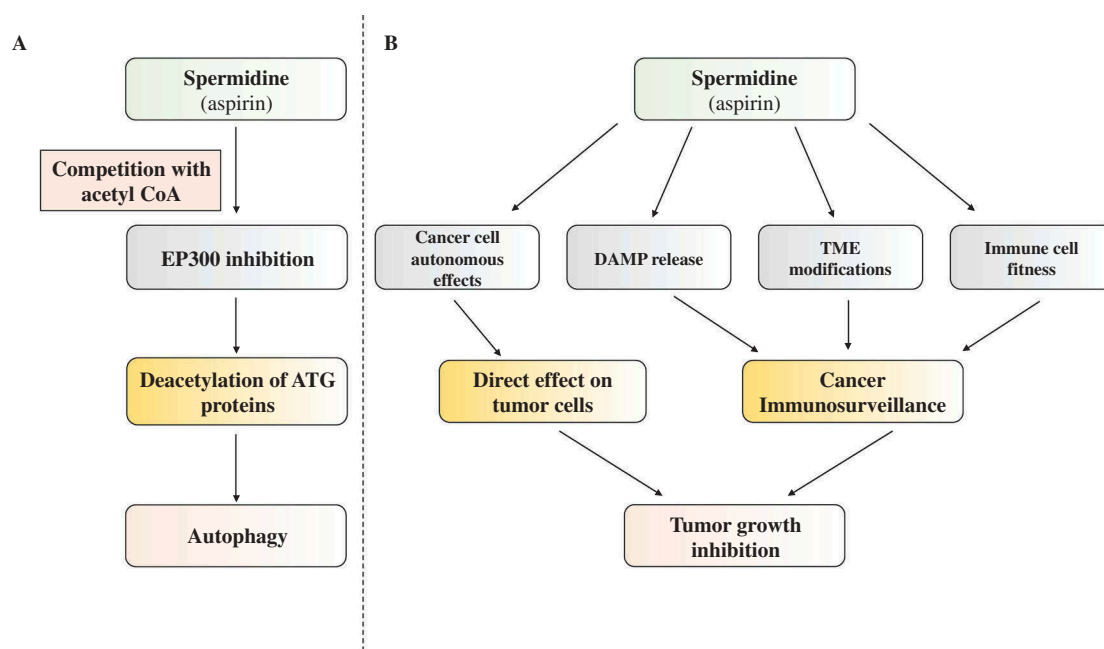 A
Spermidine
(aspirin)
Competition with
acetyl CoA
EP300 inhibition
Deacetylation of ATG
proteins
Autophagy
B
Spermidine
(aspirin)
Cancer cell
autonomous
effects
DAMP release
TME
modifications
Immune cell
fitness
Direct effect on
tumor cells
Cancer
Immunosurveillance
Tumor growth
inhibition